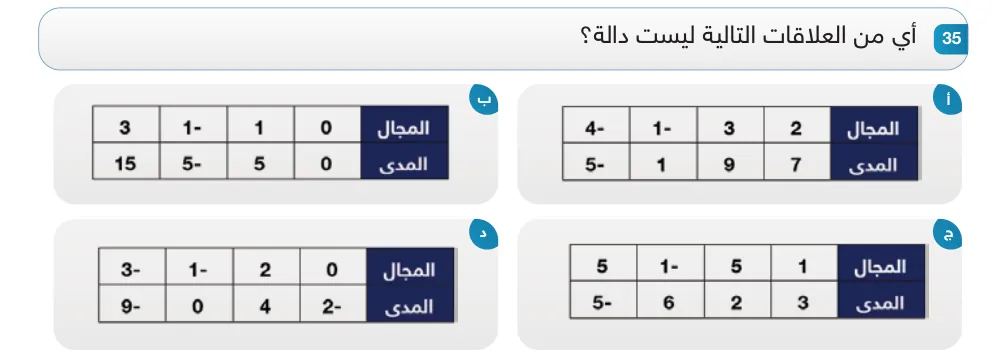 35 أي من العلاقات التالية ليست دالة؟
أ
المجال 2 3 1- 4-
المدى 7 9 1 5-
ب
المجال 0 1 1- 3
المدى 0 5 5- 15
ج
المجال 1 5 1- 5
المدى 3 2 6 5-
د
المجال 0 2 1- 3-
المدى 2- 4 0 9-